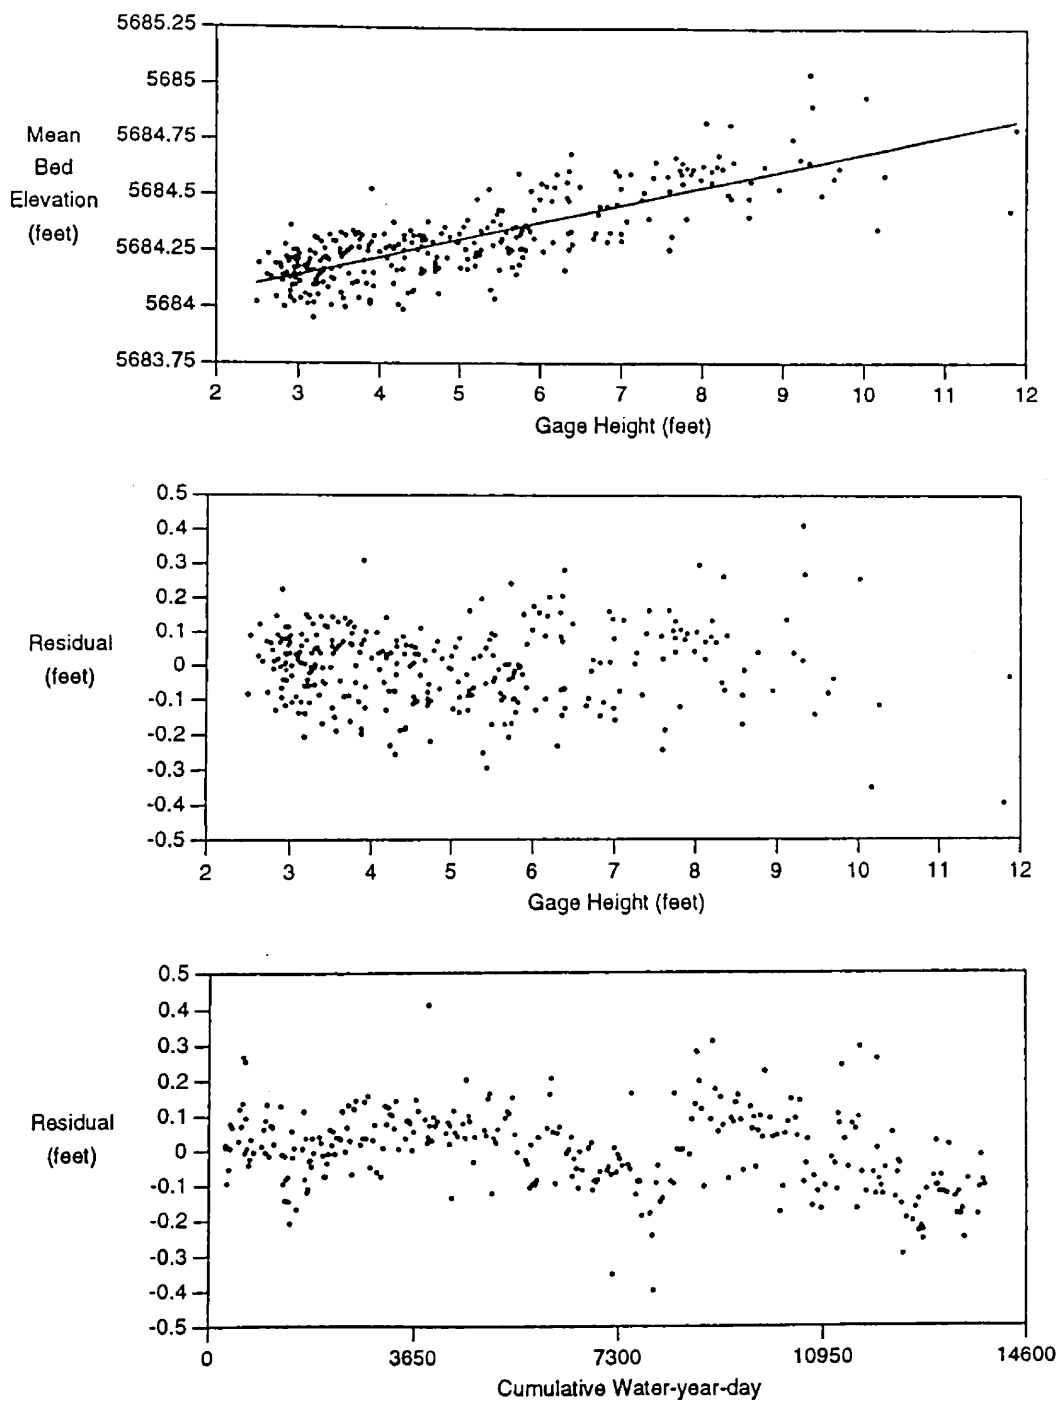 5685.25
5685
5684.75
5684.5
5684.25
5684
5683.75
Mean
Bed
Elevation
(feet)
2 3 4 5 6 7 8 9 10 11 12
Gage Height (feet)
0.5
0.4
0.3
0.2
0.1
0
-0.1
-0.2
-0.3
-0.4
-0.5
Residual
(feet)
2 3 4 5 6 7 8 9 10 11 12
Gage Height (feet)
0.5
0.4
0.3
0.2
0.1
0
-0.1
-0.2
-0.3
-0.4
-0.5
Residual
(feet)
0 3650 7300 10950 14600
Cumulative Water-year-day